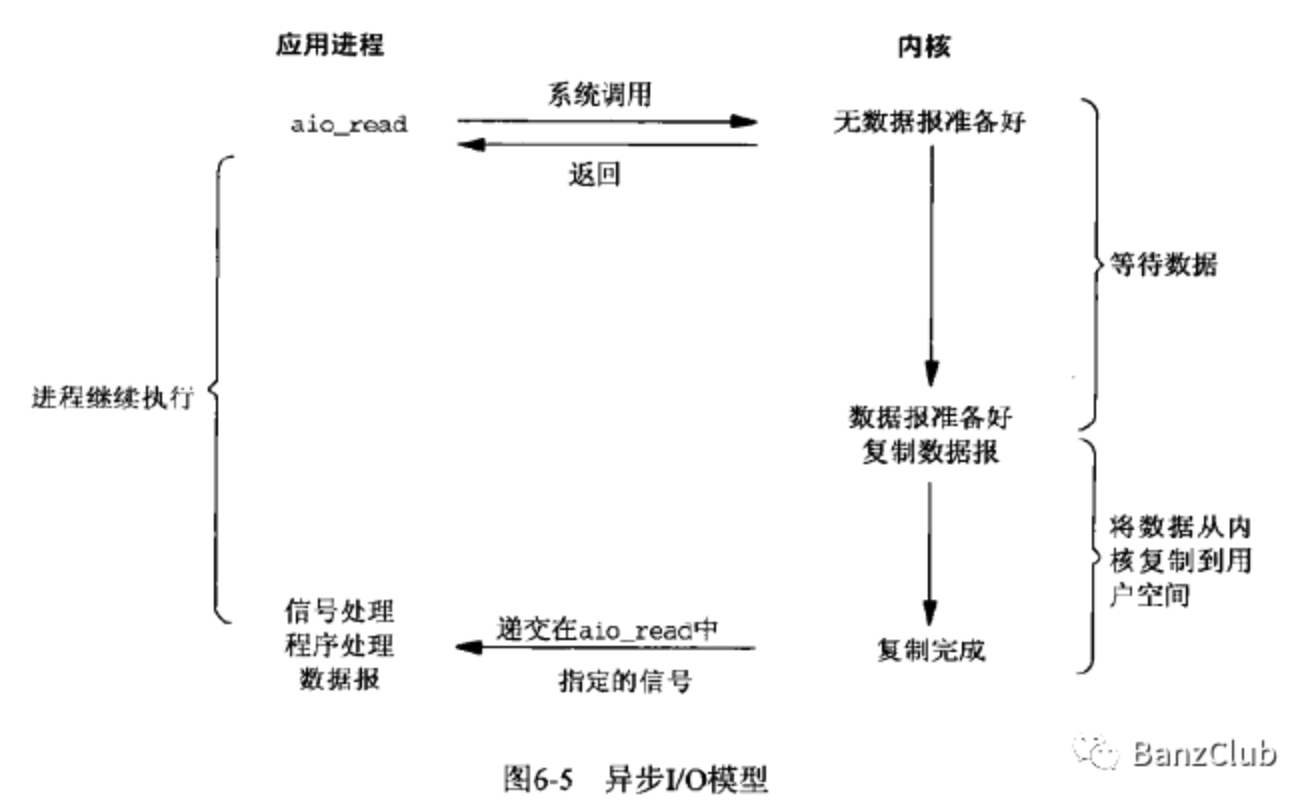 应用进程
内核
系统调用
aio_read
无数据报准备好
返回
等待数据
进程继续执行
数据报准备好
复制数据报
将数据从内
核复制到用
户空间
信号处理
程序处理
数据报
递交在aio_read中
指定的信号
复制完成
图6-5 异步I/O模型
BanzClub